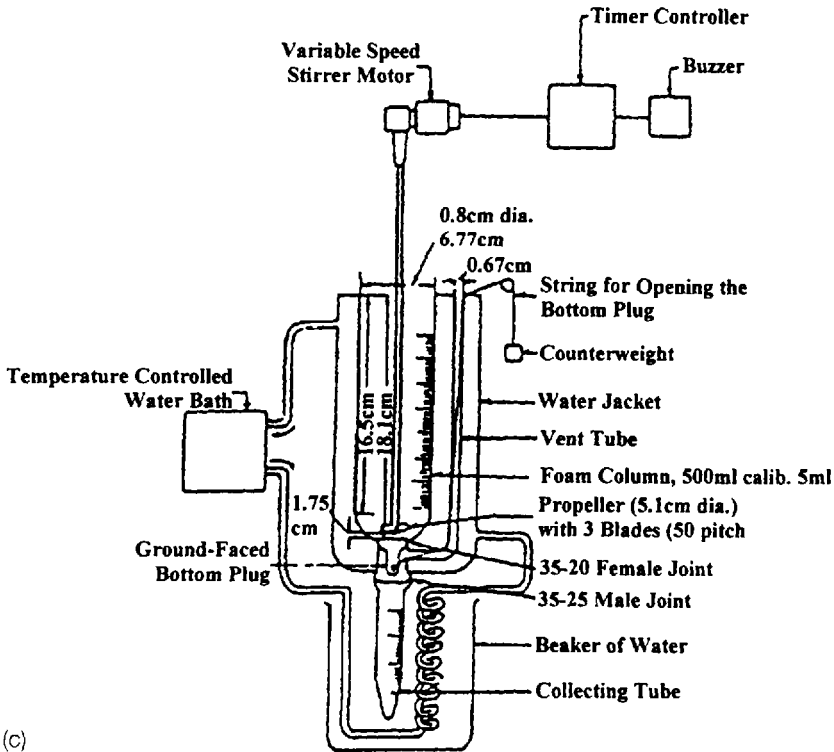 Timer Controller
Variable Speed
Stirrer Motor
Buzzer
0.8cm dia.
6.77cm
0.67cm
String for Opening the
Bottom Plug
Counterweight
Temperature Controlled
Water Bath
16.5cm
18.1cm
Water Jacket
Vent Tube
Foam Column, 500ml calib. 5ml
1.75
cm
Propeller (5.1cm dia.)
with 3 Blades (50 pitch
Ground-Faced
Bottom Plug
35-20 Female Joint
35-25 Male Joint
Beaker of Water
Collecting Tube
(c)